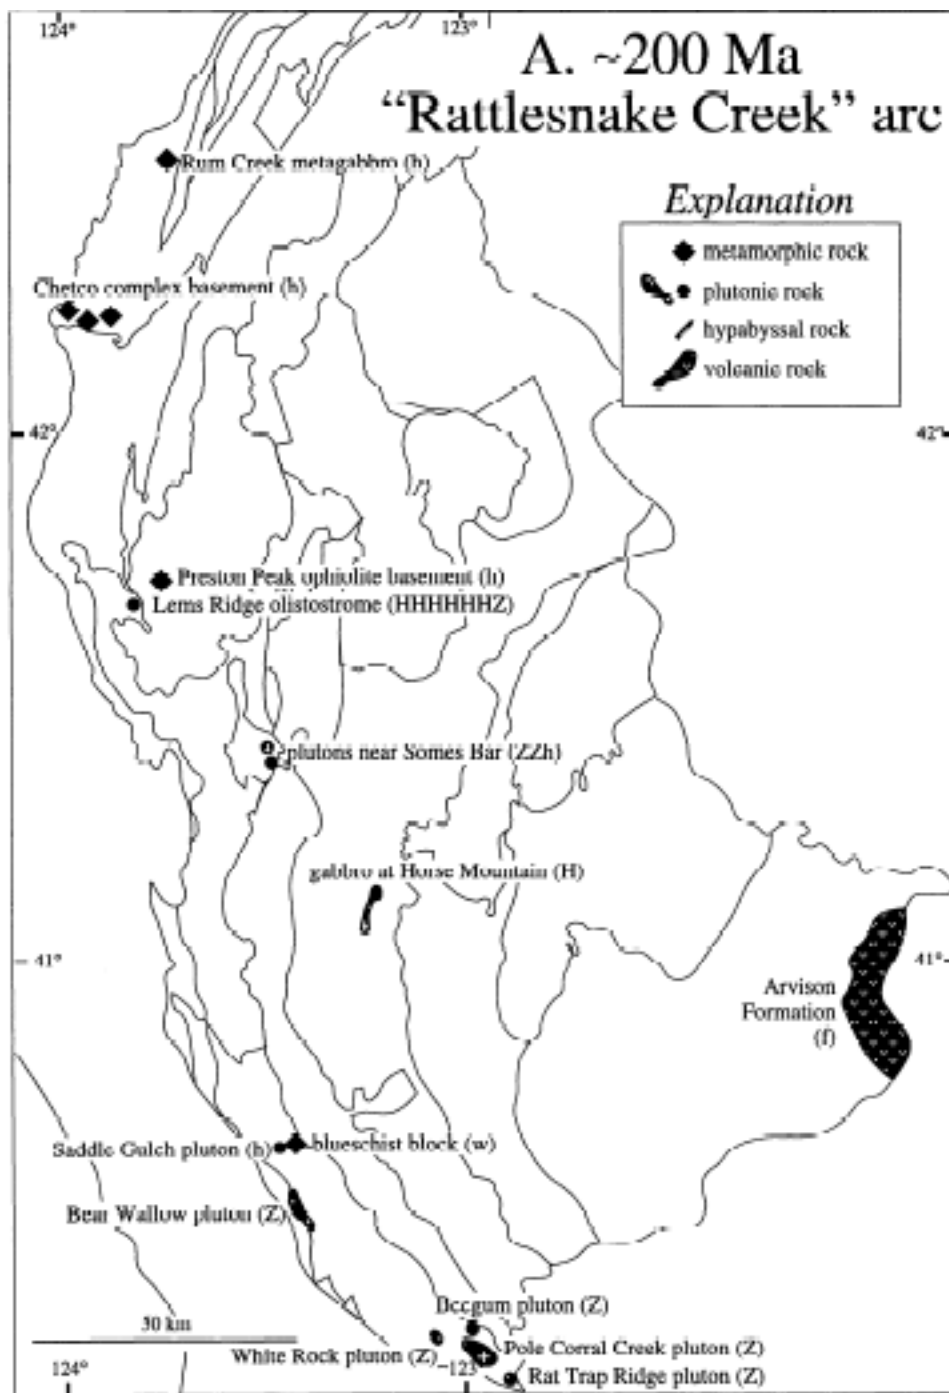 124°
123°
A. ~200 Ma
“Rattlesnake Creek” arc
Rum Creek metagabbro (h)
Explanation
metamorphic rock
plutonic rock
hypabyssal rock
volcanic rock
Chetco complex basement (h)
42°
42°
Preston Peak ophiolite basement (h)
Lems Ridge olistostrome (HHHHHHZ)
plutons near Somes Bar (ZZh)
gabbro at Horse Mountain (H)
41°
41°
Arvison
Formation
(f)
Saddle Gulch pluton (h)
blueschist block (w)
Bear Wallow pluton (Z)
Beegum pluton (Z)
White Rock pluton (Z)
Pole Corral Creek pluton (Z)
Rat Trap Ridge pluton (Z)
km
124°
123°